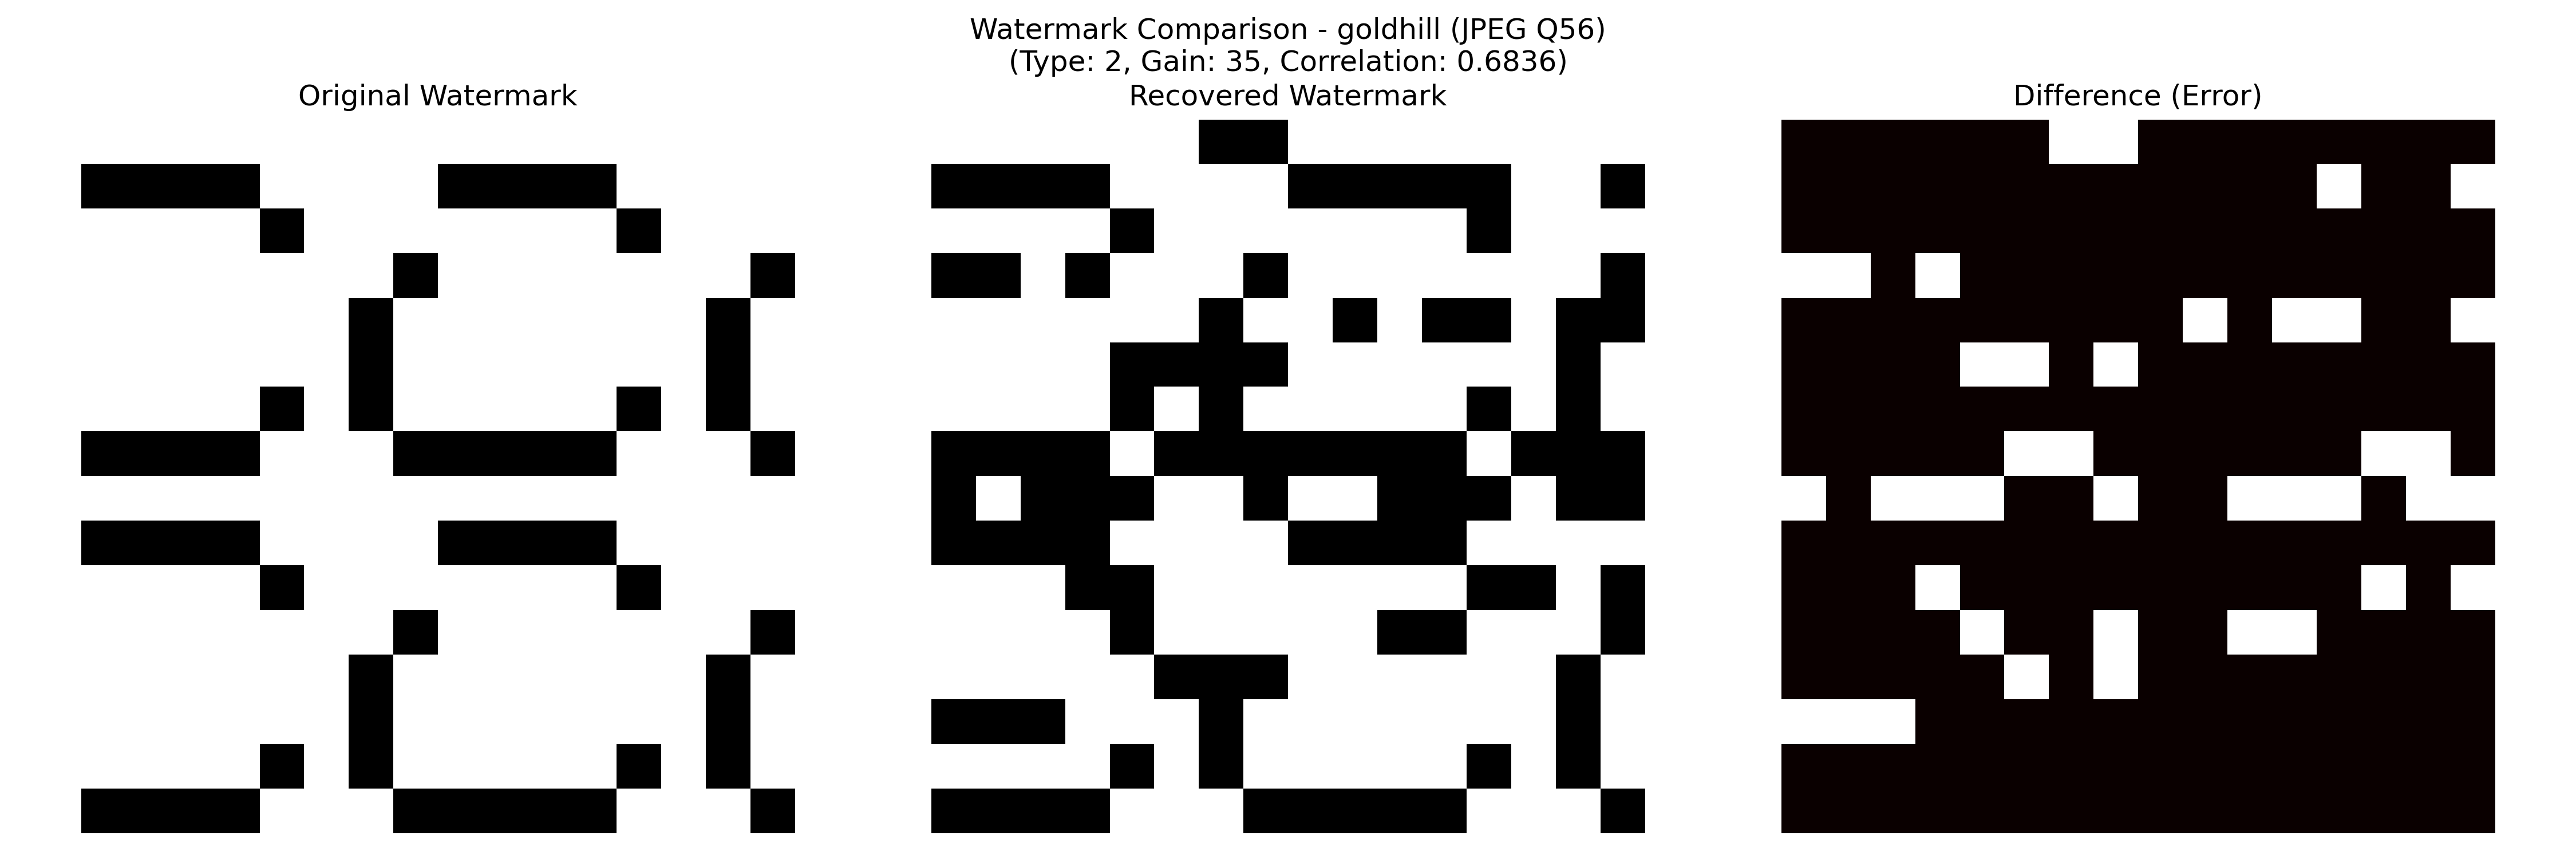 Watermark Comparison - goldhill (JPEG Q56)
(Type: 2, Gain: 35, Correlation: 0.6836)
Original Watermark
Recovered Watermark
Difference (Error)